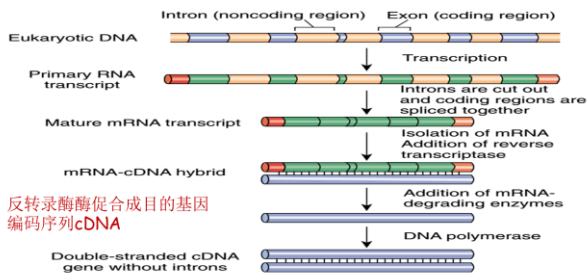 Intron (noncoding region) Exon (coding region)
Eukaryotic DNA
Transcription
Primary RNA
transcript
Introns are cut out
and coding regions are
spliced together
Mature mRNA transcript
Isolation of mRNA
Addition of reverse
transcriptase
mRNA-cDNA hybrid
Addition of mRNA-
degrading enzymes
反转录酶酶促合成目的基因
编码序列cDNA
DNA polymerase
Double-stranded cDNA
gene without introns